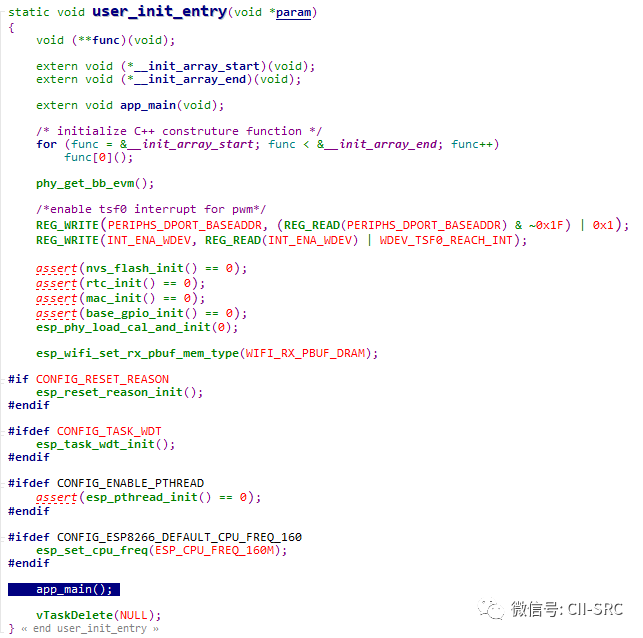 static void user_init_entry(void *param)
{
    void (**func)(void);

    extern void (*__init_array_start)(void);
    extern void (*__init_array_end)(void);

    extern void app_main(void);

    /* initialize C++ construture function */
    for (func = &__init_array_start; func < &__init_array_end; func++)
        func[0]();

    phy_get_bb_evm();

    /*enable tsf0 interrupt for pwm*/
    REG_WRITE(PERIPHS_DPORT_BASEADDR, (REG_READ(PERIPHS_DPORT_BASEADDR) & ~0x1F) | 0x1);
    REG_WRITE(INT_ENA_WDEV, REG_READ(INT_ENA_WDEV) | WDEV_TSF0_REACH_INT);

    assert(nvs_flash_init() == 0);
    assert(rtc_init() == 0);
    assert(mac_init() == 0);
    assert(base_gpio_init() == 0);
    esp_phy_load_cal_and_init(0);

    esp_wifi_set_rx_pbuf_mem_type(WIFI_RX_PBUF_DRAM);

#if CONFIG_RESET_REASON
    esp_reset_reason_init();
#endif

#ifdef CONFIG_TASK_WDT
    esp_task_wdt_init();
#endif

#ifdef CONFIG_ENABLE_PTHREAD
    assert(esp_pthread_init() == 0);
#endif

#ifdef CONFIG_ESP8266_DEFAULT_CPU_FREQ_160
    esp_set_cpu_freq(ESP_CPU_FREQ_160M);
#endif

    app_main();

    vTaskDelete(NULL);
} « end user_init_entry »
微信号: CII-SRC